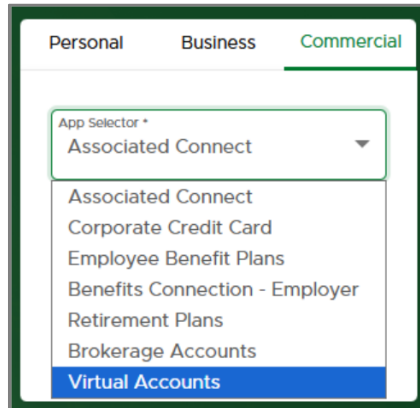 Personal Business Commercial
App Selector *
Associated Connect
Associated Connect
Corporate Credit Card
Employee Benefit Plans
Benefits Connection - Employer
Retirement Plans
Brokerage Accounts
Virtual Accounts